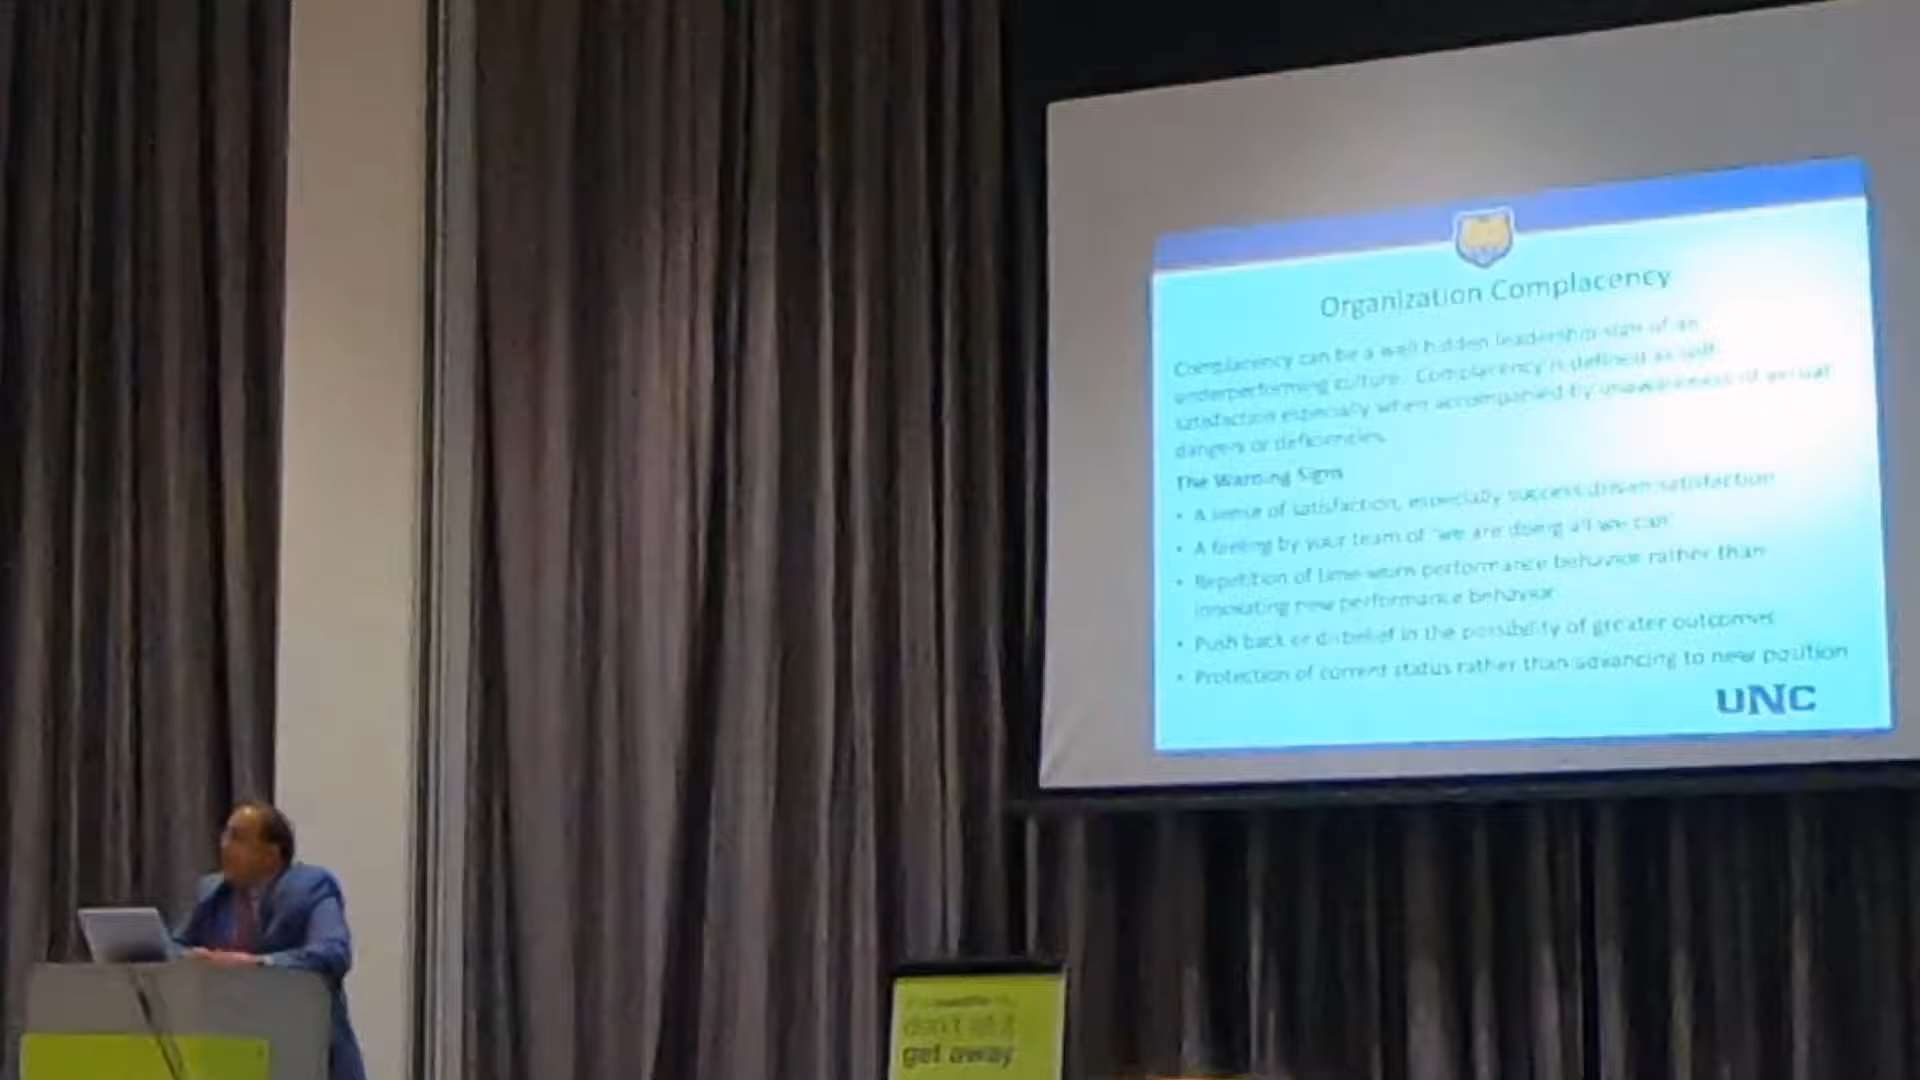 Organization Complacency
Complacency can be a well hidden leadership sign of an
underperforming culture. Complacency is defined as self-
satisfaction especially when accompanied by unawareness of actual
dangers or deficiencies.
The Warning Signs
• A sense of satisfaction, especially success driven satisfaction
• A feeling by your team of "we are doing all we can"
• Repetition of time-worn performance behavior rather than
innovating new performance behavior
• Push back or disbelief in the possibility of greater outcomes
• Protection of current status rather than advancing to new position
UNC
don't let it
get away